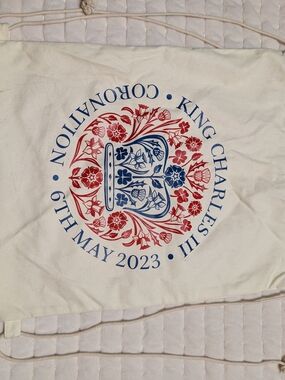 KING CHARLES III • 6TH MAY 2023 • CORONATION •